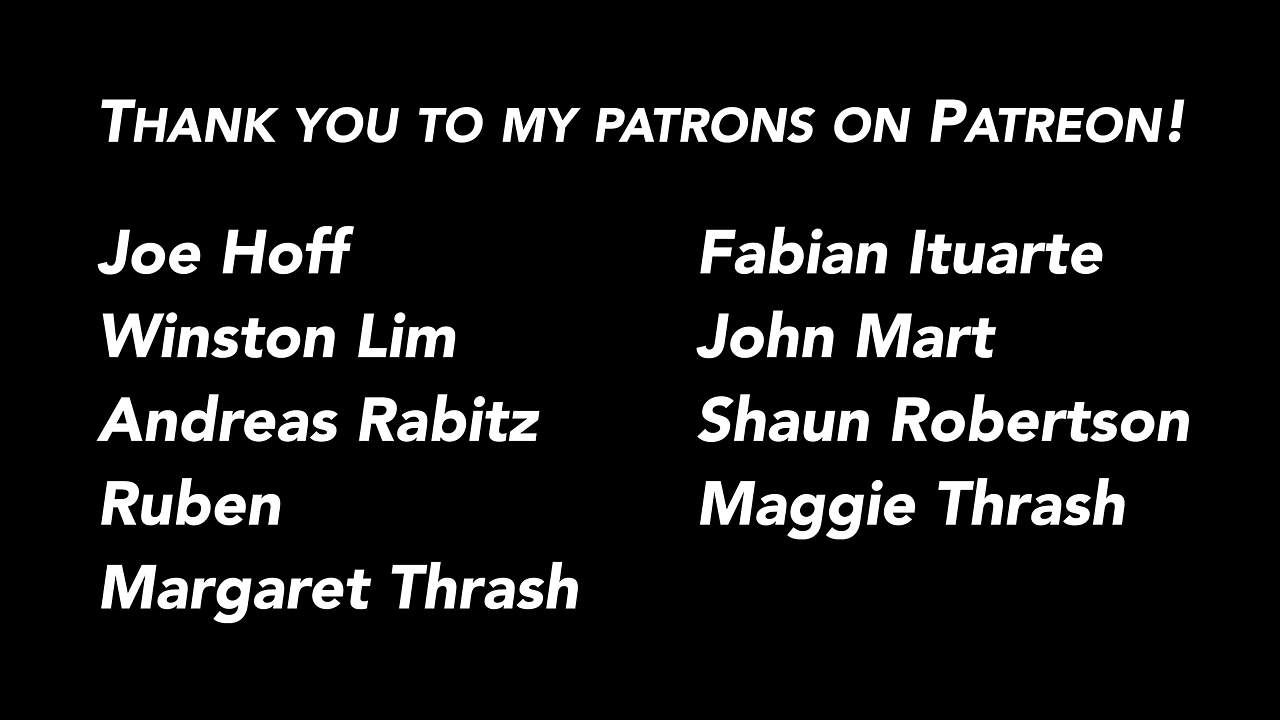 Thank you to my patrons on Patreon!
Joe Hoff
Winston Lim
Andreas Rabitz
Ruben
Margaret Thrash
Fabian Ituarte
John Mart
Shaun Robertson
Maggie Thrash